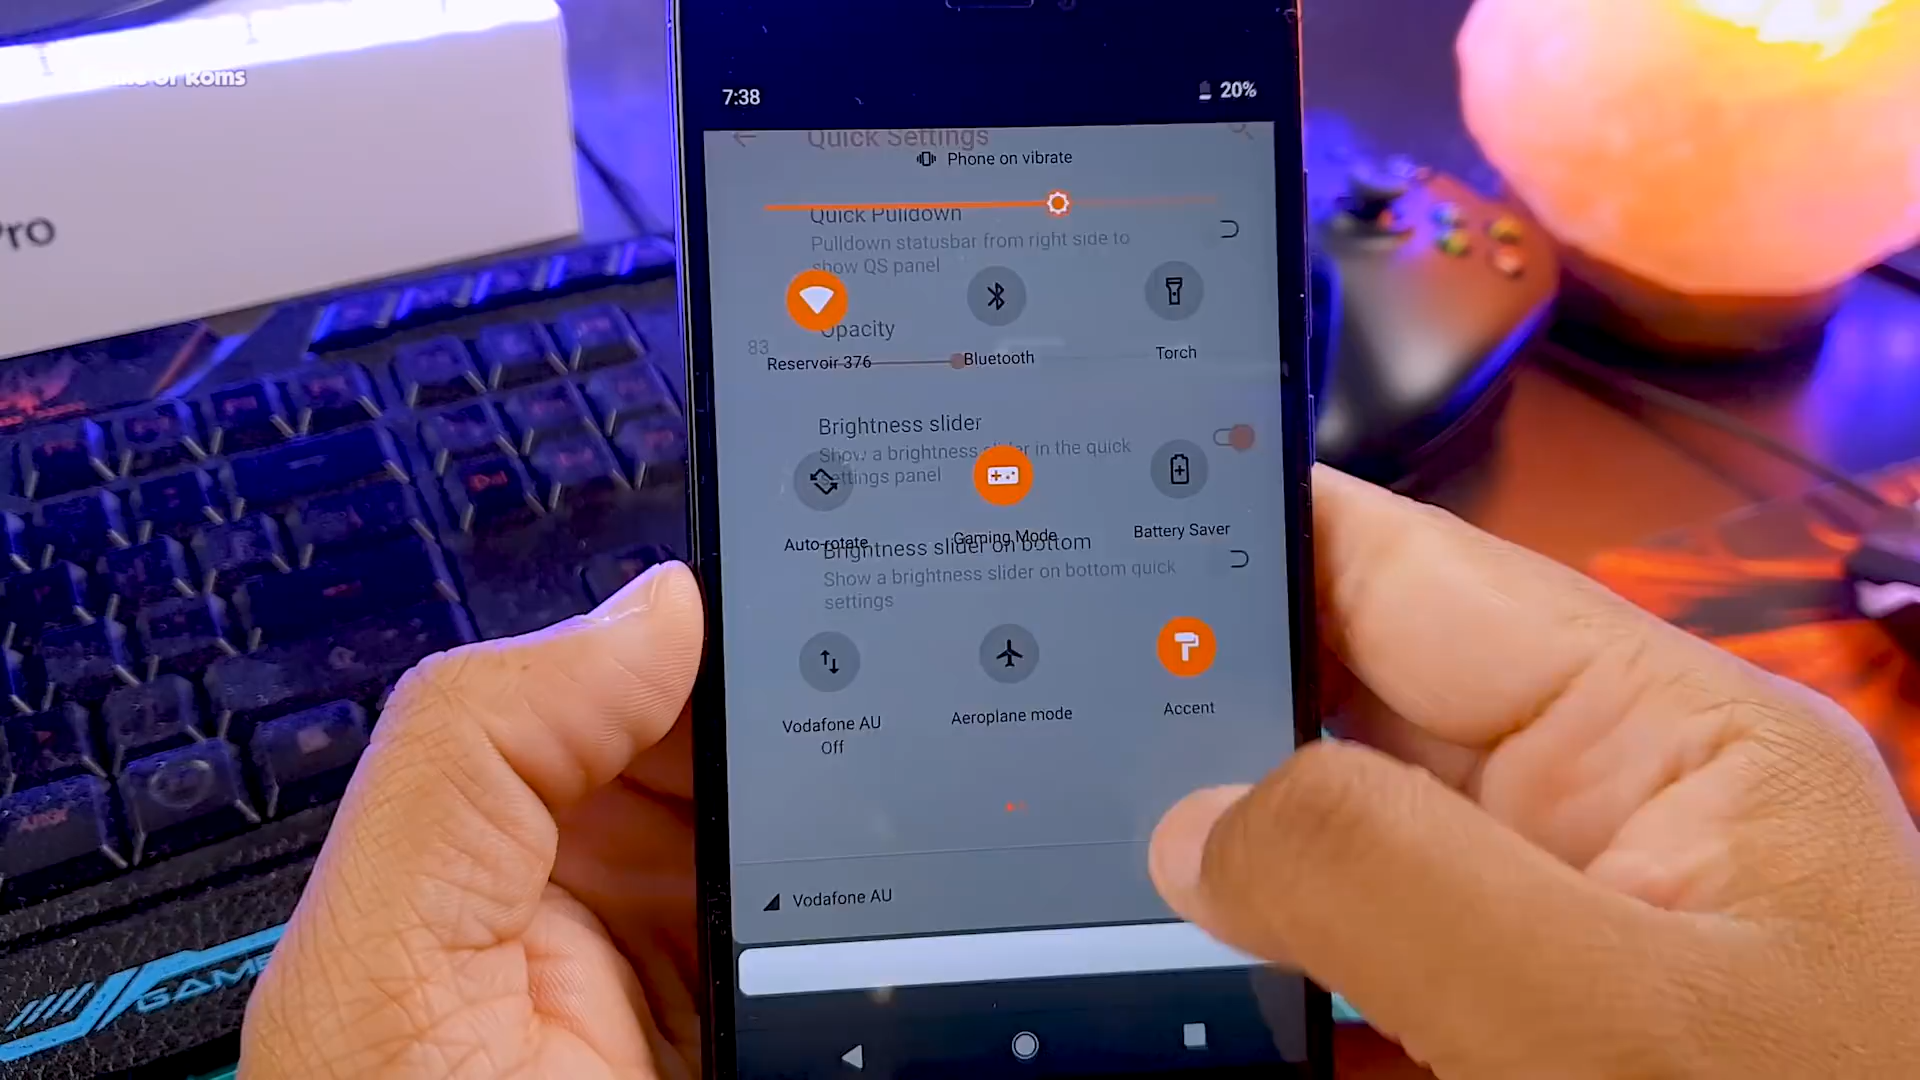 of Roms
Pro
7:38
20%
Quick Settings
Phone on vibrate
Quick Pulldown
Pulldown statusbar from right side to
show QS panel
Opacity
83
Reservoir 376
Bluetooth
Torch
Brightness slider
Show a brightness slider in the quick
settings panel
Auto-rotate
Gaming Mode
Battery Saver
Brightness slider on bottom
Show a brightness slider on bottom quick
settings
Vodafone AU
Off
Aeroplane mode
Accent
Vodafone AU